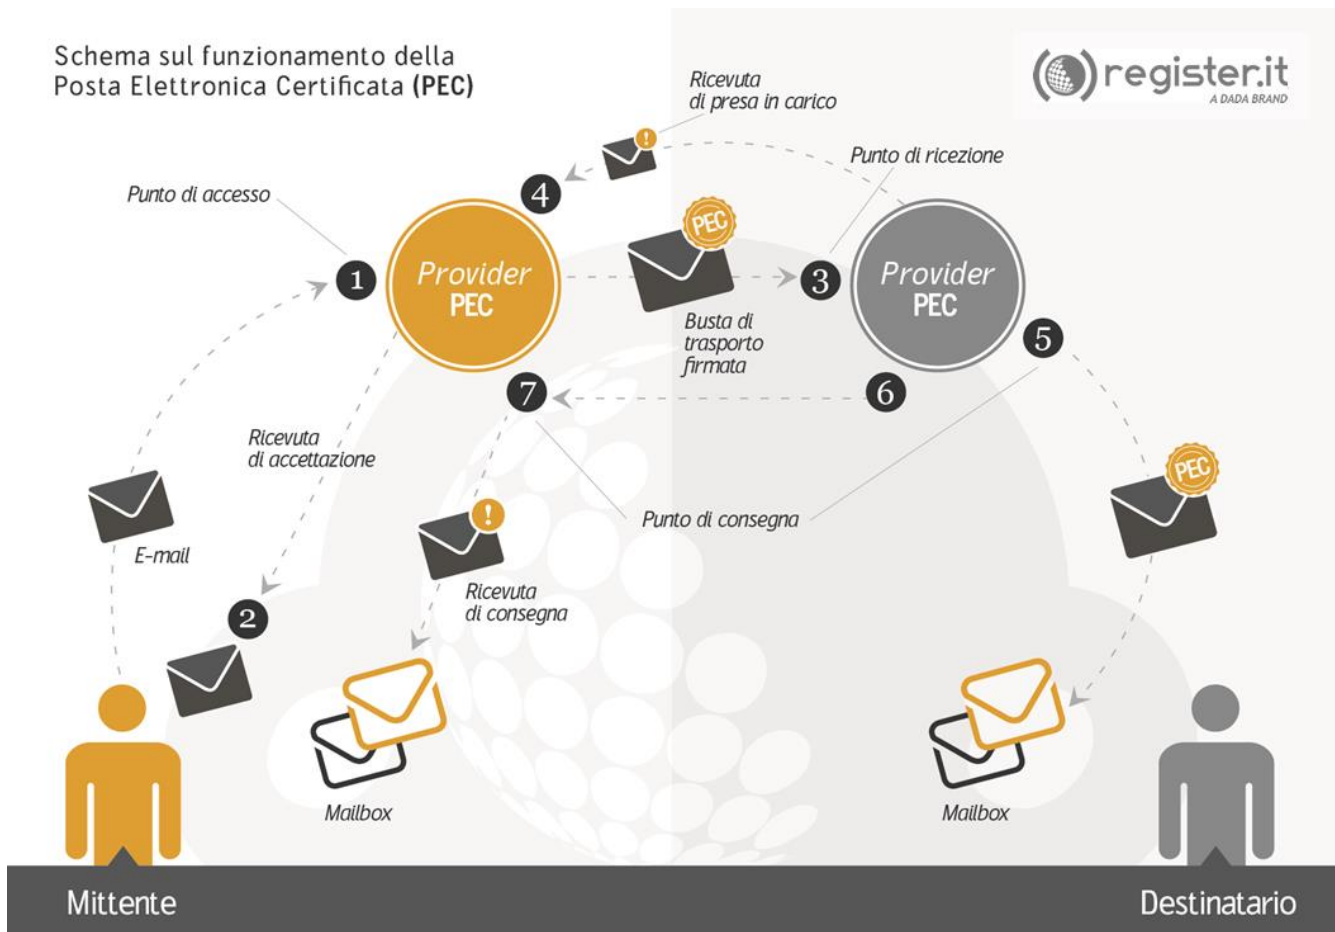 Schema sul funzionamento della
Posta Elettronica Certificata (PEC)
register.it
A DADA BRAND
Ricevuta
di presa in carico
!
Punto di ricezione
Punto di accesso
4
PEC
1
Provider
PEC
3
Provider
PEC
Busta di
trasporto
firmata
5
7
6
Ricevuta
di accettazione
PEC
!
Punto di consegna
E-mail
Ricevuta
di consegna
2
Mailbox
Mailbox
Mittente
Destinatario